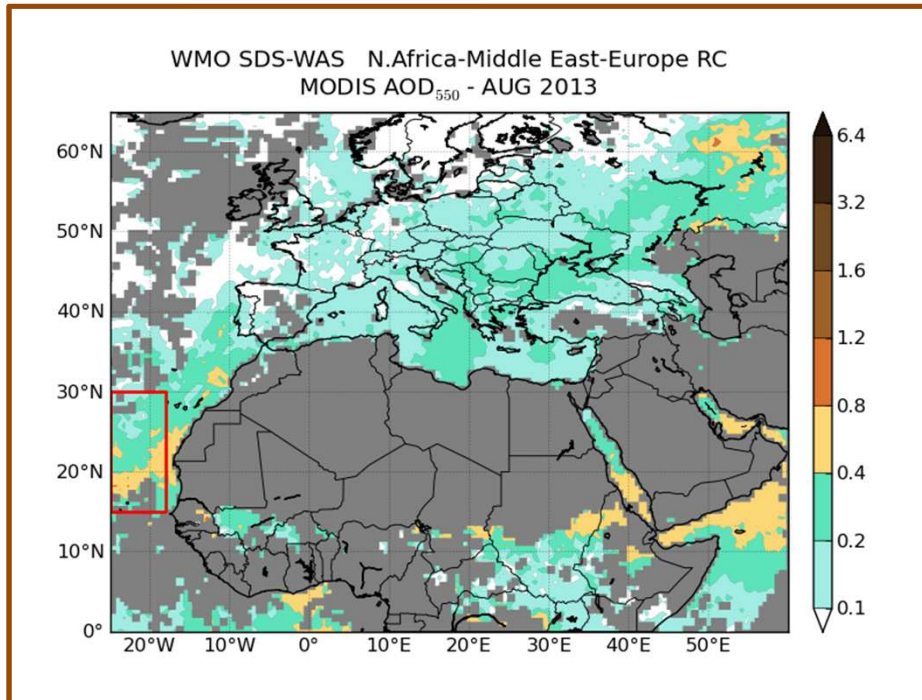 WMO SDS-WAS N.Africa-Middle East-Europe RC
MODIS AOD550 - AUG 2013
60°N
50°N
40°N
30°N
20°N
10°N
0°
20°W 10°W 0° 10°E 20°E 30°E 40°E 50°E
6.4
3.2
1.6
1.2
0.8
0.4
0.2
0.1